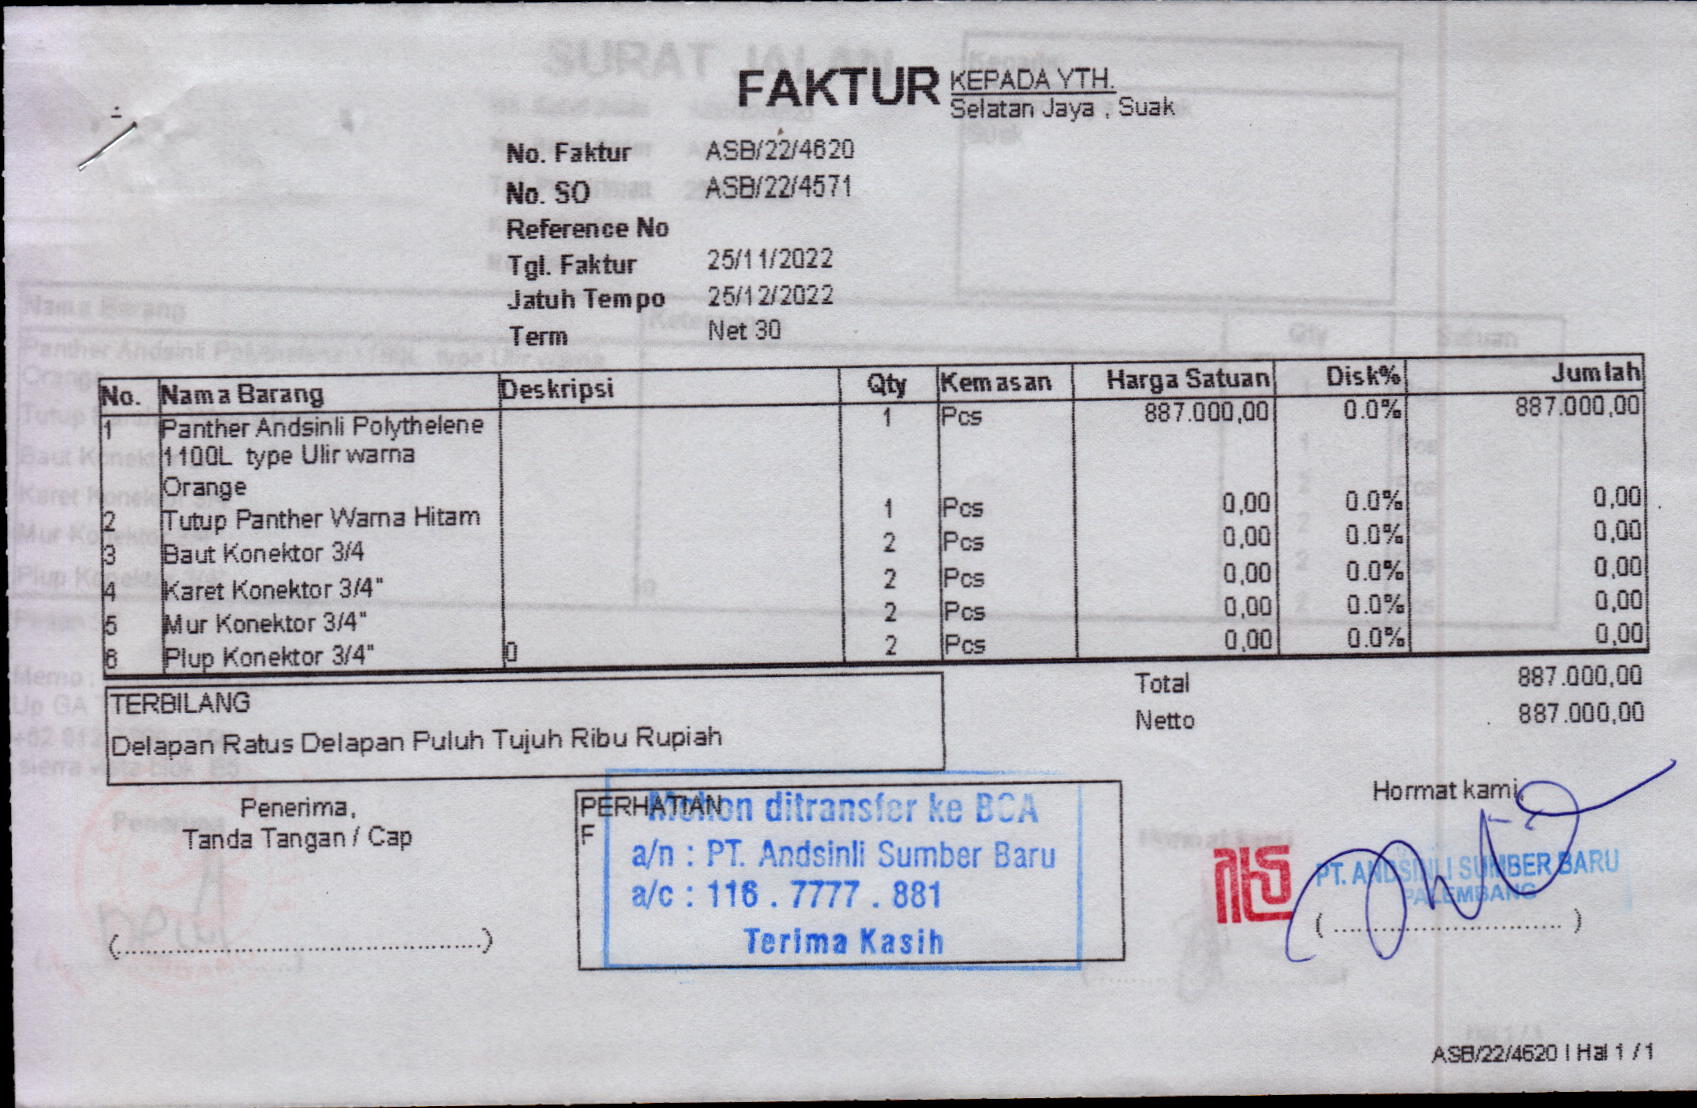 FAKTUR
KEPADA YTH.
Selatan Jaya , Suak
No. Faktur ASB/22/4620
No. SO ASB/22/4571
Reference No
Tgl. Faktur 25/11/2022
Jatuh Tempo 25/12/2022
Term Net 30
No. Nama Barang Deskripsi Qty Kemasan Harga Satuan Disk% Jumlah
1 Panther Andsinli Polythelene 1 Pcs 887.000,00 0.0% 887.000,00
1100L type Ulir warna
Orange
2 Tutup Panther Warna Hitam 1 Pcs 0,00 0.0% 0,00
3 Baut Konektor 3/4 2 Pcs 0,00 0.0% 0,00
4 Karet Konektor 3/4" 2 Pcs 0,00 0.0% 0,00
5 Mur Konektor 3/4" 2 Pcs 0,00 0.0% 0,00
6 Plup Konektor 3/4" 0 2 Pcs 0,00 0.0% 0,00
Total 887.000,00
Netto 887.000,00
TERBILANG
Delapan Ratus Delapan Puluh Tujuh Ribu Rupiah
Penerima,
Tanda Tangan / Cap
(............................................)
PERHATIAN
F
Mohon ditransfer ke BCA
a/n : PT. Andsinli Sumber Baru
a/c : 116 . 7777 . 881
Terima Kasih
Hormat kami,
PT. ANDSINLI SUMBER BARU
PALEMBANG
( ............................. )
ASB/22/4620 | Hal 1 / 1